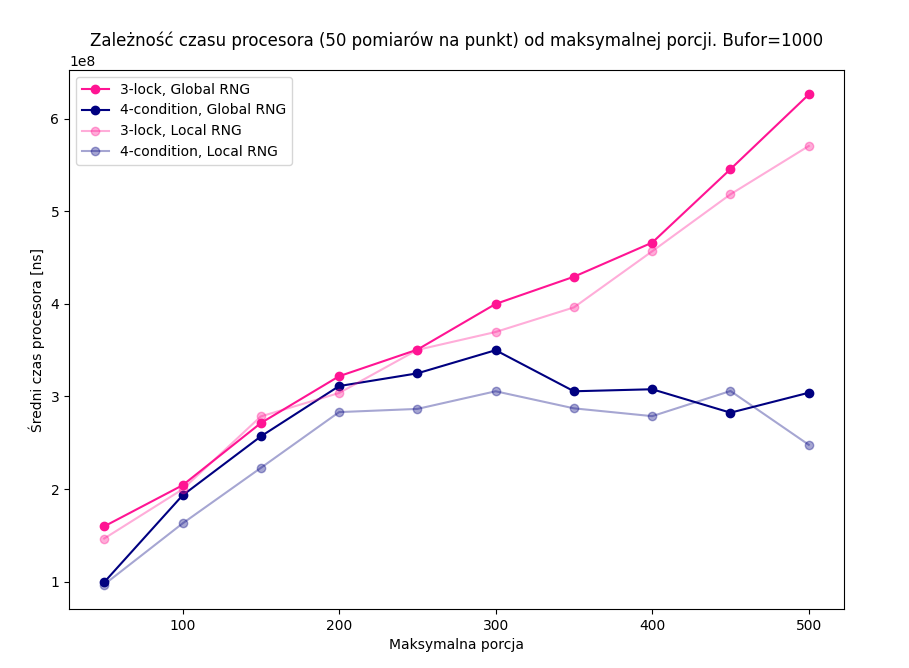 Zależność czasu procesora (50 pomiarów na punkt) od maksymalnej porcji. Bufor=1000
1e8
3-lock, Global RNG
4-condition, Global RNG
3-lock, Local RNG
4-condition, Local RNG
6
5
4
3
2
1
Średni czas procesora [ns]
100 200 300 400 500
Maksymalna porcja